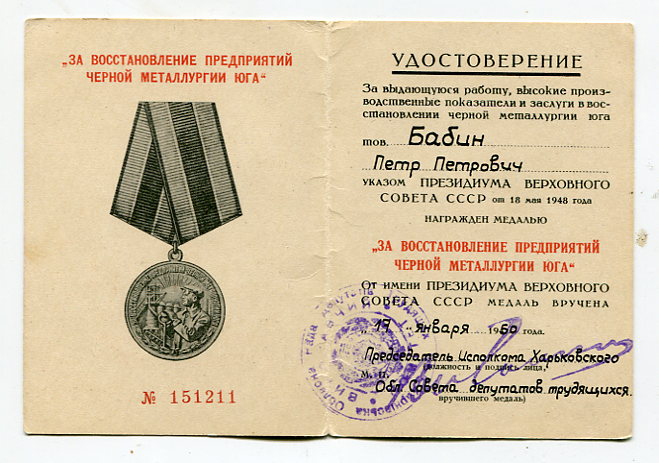 „ЗА ВОССТАНОВЛЕНИЕ ПРЕДПРИЯТИЙ
ЧЕРНОЙ МЕТАЛЛУРГИИ ЮГА“
№ 151211
УДОСТОВЕРЕНИЕ
За выдающуюся работу, высокие произ-
водственные показатели и заслуги в вос-
становлении черной металлургии юга
тов. Бабин
Петр Петрович
УКАЗОМ ПРЕЗИДИУМА ВЕРХОВНОГО
СОВЕТА СССР от 18 мая 1948 года
НАГРАЖДЕН МЕДАЛЬЮ
„ЗА ВОССТАНОВЛЕНИЕ ПРЕДПРИЯТИЙ
ЧЕРНОЙ МЕТАЛЛУРГИИ ЮГА“
От имени ПРЕЗИДИУМА ВЕРХОВНОГО
СОВЕТА СССР МЕДАЛЬ ВРУЧЕНА
„17 “ января 1950 года.
Председатель Исполкома Харьковского
М. П. (должность и подпись лица,
Обл. Совета депутатов трудящихся.
вручившего медаль)